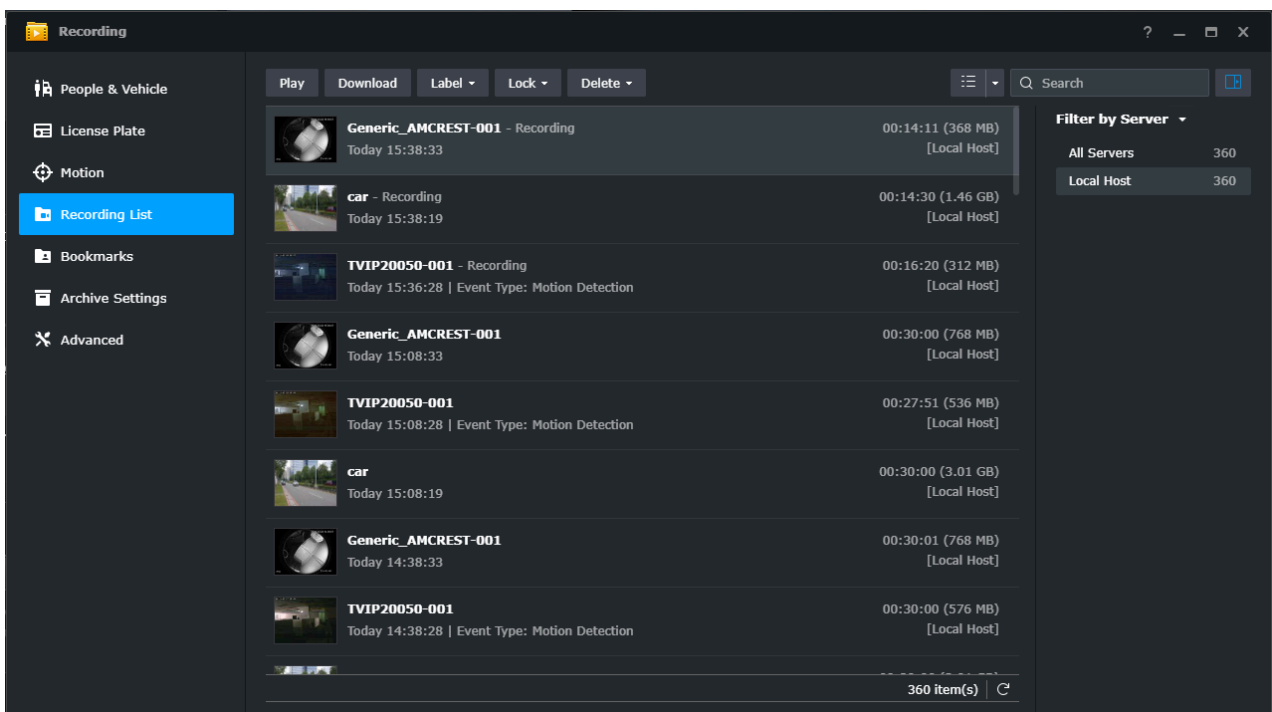 Recording
People & Vehicle
License Plate
Motion
Recording List
Bookmarks
Archive Settings
Advanced
Play Download Label Lock Delete
Search
Generic_AMCREST-001 - Recording 00:14:11 (368 MB)
Today 15:38:33 [Local Host]
car - Recording 00:14:30 (1.46 GB)
Today 15:38:19 [Local Host]
TVIP20050-001 - Recording 00:16:20 (312 MB)
Today 15:36:28 | Event Type: Motion Detection [Local Host]
Generic_AMCREST-001 00:30:00 (768 MB)
Today 15:08:33 [Local Host]
TVIP20050-001 00:27:51 (536 MB)
Today 15:08:28 | Event Type: Motion Detection [Local Host]
car 00:30:00 (3.01 GB)
Today 15:08:19 [Local Host]
Generic_AMCREST-001 00:30:01 (768 MB)
Today 14:38:33 [Local Host]
TVIP20050-001 00:30:00 (576 MB)
Today 14:38:28 | Event Type: Motion Detection [Local Host]
360 item(s)
Filter by Server
All Servers 360
Local Host 360